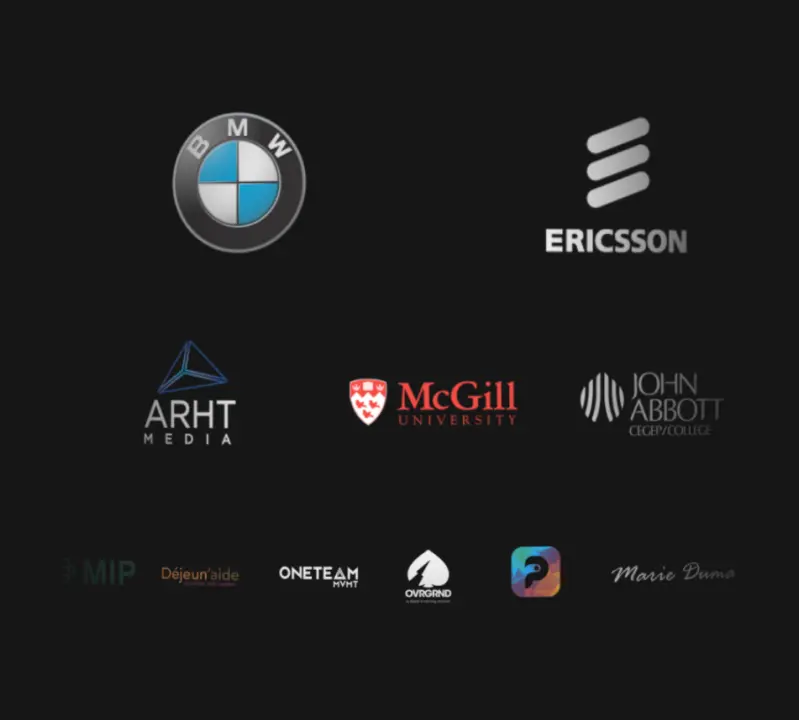 BMW
ERICSSON
ARHT
MEDIA
McGill
UNIVERSITY
JOHN
ABBOTT
CEGEP/COLLEGE
MIP
Déjeun'aide
ONETEAM
MVMT
OVRGRND
P
Marie Duma